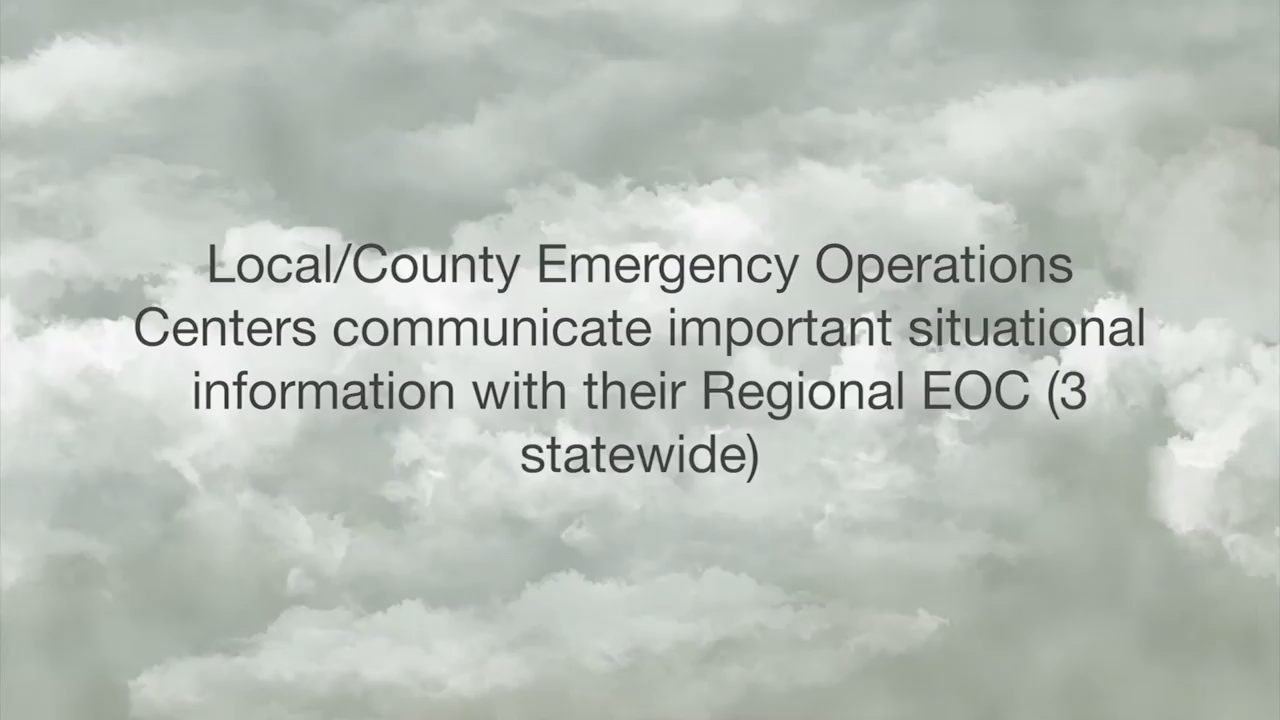 Local/County Emergency Operations
Centers communicate important situational
information with their Regional EOC (3
statewide)